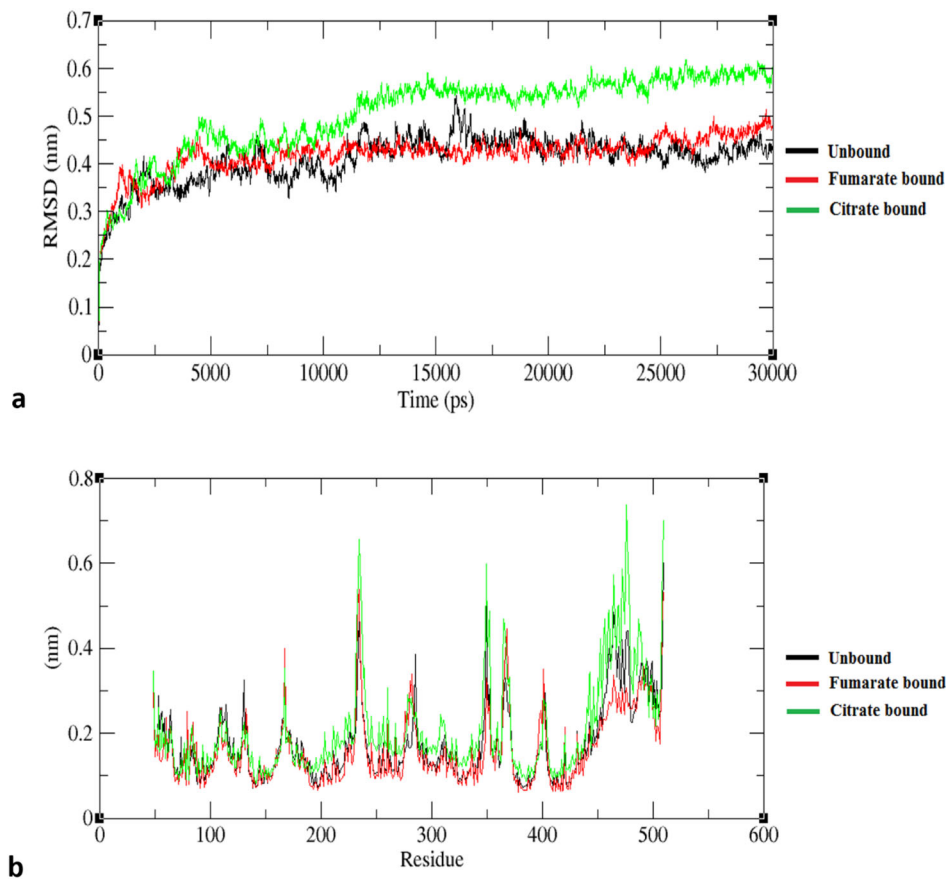 0.7
0.6
0.5
0.4
0.3
0.2
0.1
0
RMSD (nm)
0 5000 10000 15000 20000 25000 30000
Time (ps)
Unbound
Fumarate bound
Citrate bound
a
0.8
0.6
0.4
0.2
0
(nm)
0 100 200 300 400 500 600
Residue
Unbound
Fumarate bound
Citrate bound
b